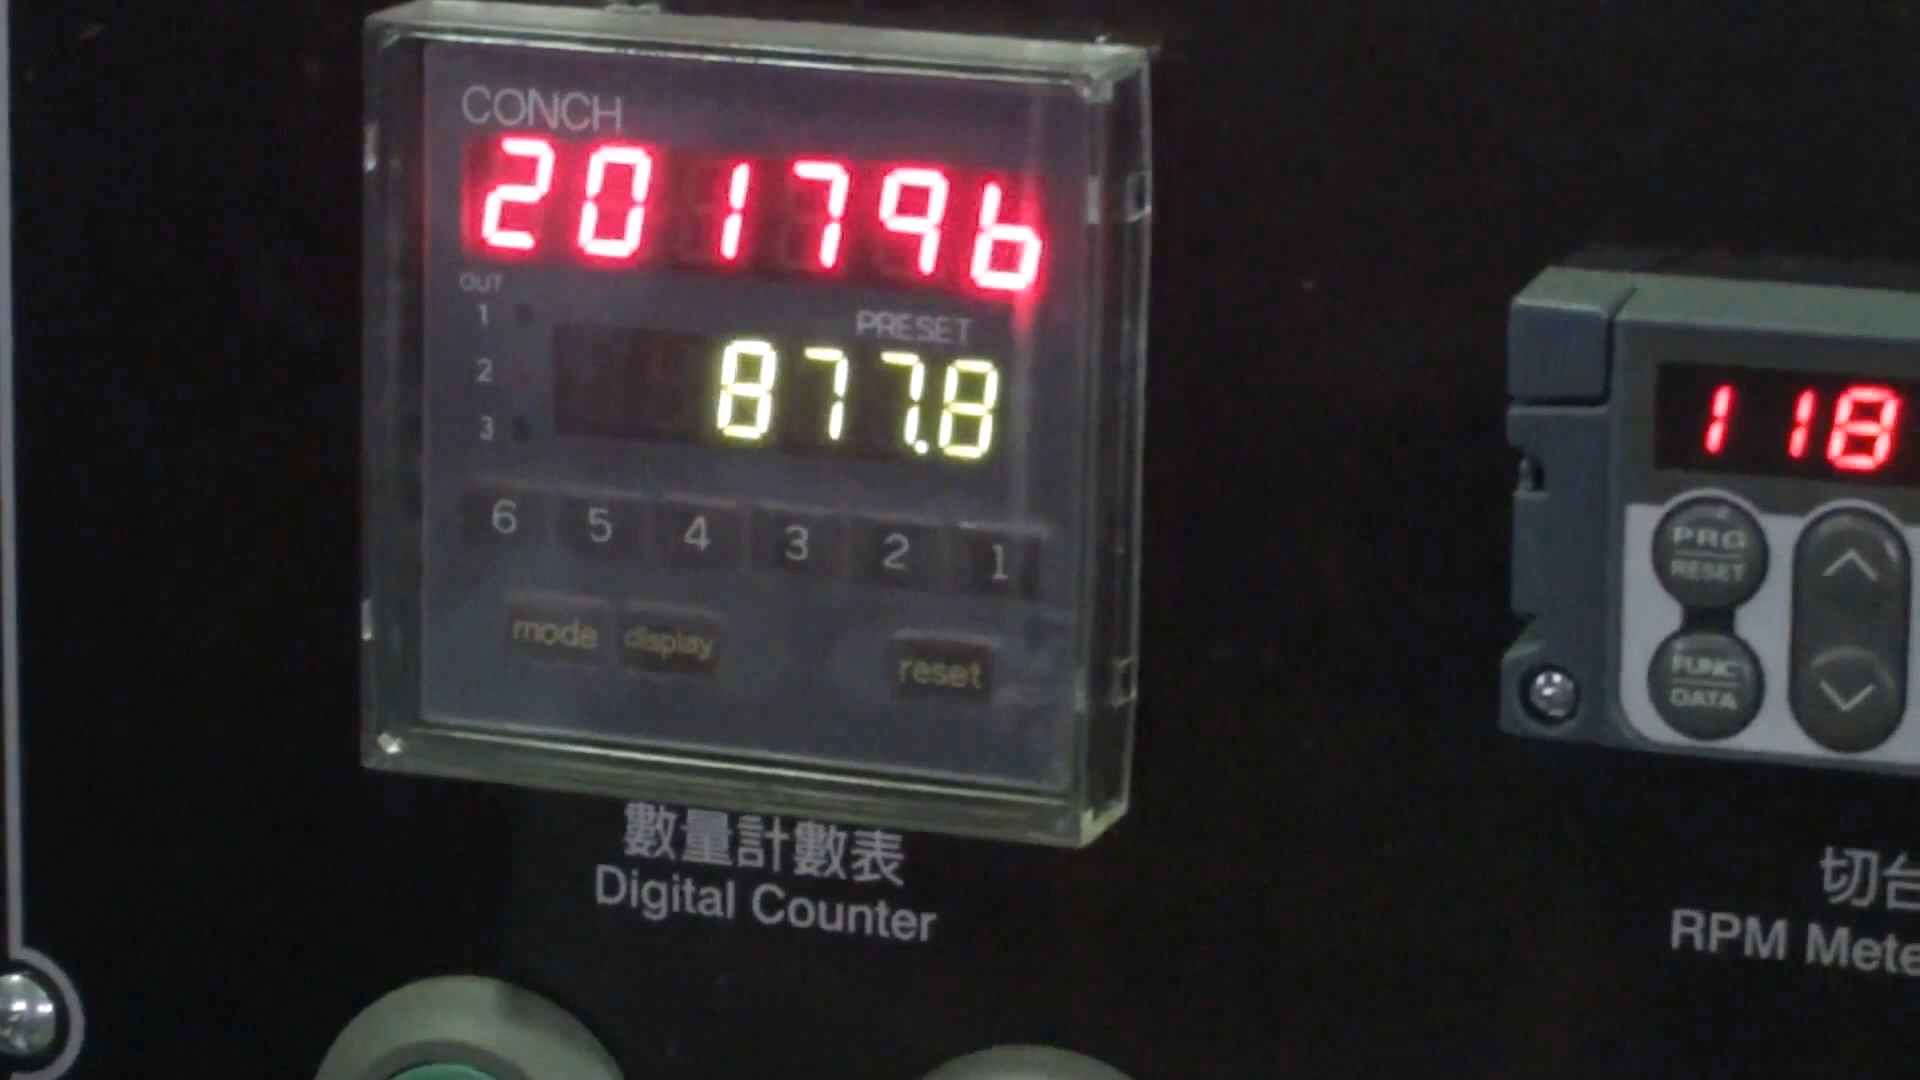 CONCH
201796
OUT
1
PRESET
2
877.8
3
6 5 4 3 2 1
mode display reset
數量計數表
Digital Counter
118
PRG
RESET
FUNC
DATA
切台
RPM Mete